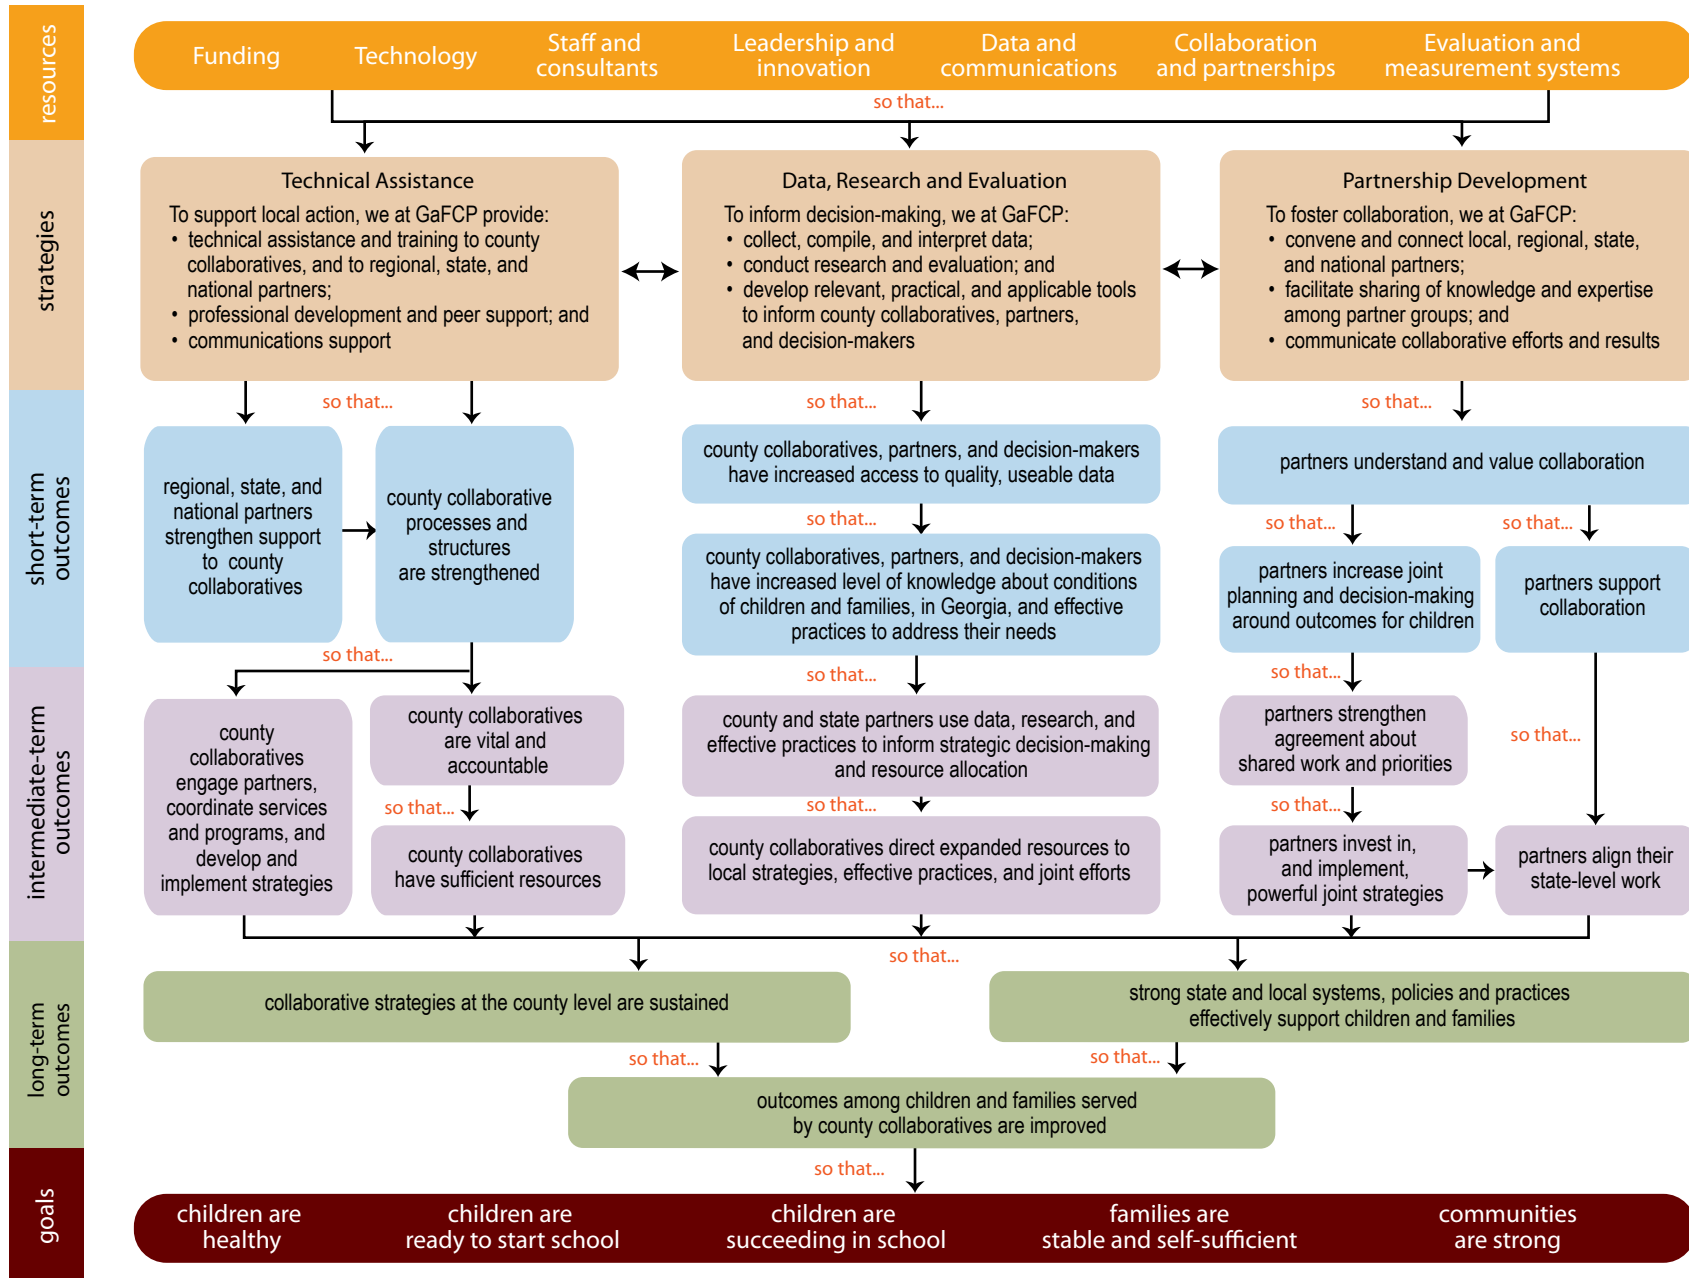 resources
Funding
Technology
Staff and
consultants
Leadership and
innovation
Data and
communications
Collaboration
and partnerships
Evaluation and
measurement systems
so that...
strategies
Technical Assistance
To support local action, we at GaFCP provide:
• technical assistance and training to county
collaboratives, and to regional, state, and
national partners;
• professional development and peer support; and
• communications support
Data, Research and Evaluation
To inform decision-making, we at GaFCP:
• collect, compile, and interpret data;
• conduct research and evaluation; and
• develop relevant, practical, and applicable tools
to inform county collaboratives, partners,
and decision-makers
Partnership Development
To foster collaboration, we at GaFCP:
• convene and connect local, regional, state,
and national partners;
• facilitate sharing of knowledge and expertise
among partner groups; and
• communicate collaborative efforts and results
so that...
so that...
so that...
short-term
outcomes
regional, state, and
national partners
strengthen support
to county
collaboratives
county collaborative
processes and
structures
are strengthened
county collaboratives, partners, and decision-makers
have increased access to quality, useable data
so that...
county collaboratives, partners, and decision-makers
have increased level of knowledge about conditions
of children and families, in Georgia, and effective
practices to address their needs
partners understand and value collaboration
so that...
so that...
partners increase joint
planning and decision-making
around outcomes for children
partners support
collaboration
so that...
so that...
so that...
so that...
intermediate-term
outcomes
county
collaboratives
engage partners,
coordinate services
and programs, and
develop and
implement strategies
county collaboratives
are vital and
accountable
so that...
county collaboratives
have sufficient resources
county and state partners use data, research, and
effective practices to inform strategic decision-making
and resource allocation
so that...
county collaboratives direct expanded resources to
local strategies, effective practices, and joint efforts
partners strengthen
agreement about
shared work and priorities
so that...
partners invest in,
and implement,
powerful joint strategies
partners align their
state-level work
so that...
long-term
outcomes
collaborative strategies at the county level are sustained
strong state and local systems, policies and practices
effectively support children and families
so that...
so that...
outcomes among children and families served
by county collaboratives are improved
so that...
goals
children are
healthy
children are
ready to start school
children are
succeeding in school
families are
stable and self-sufficient
communities
are strong